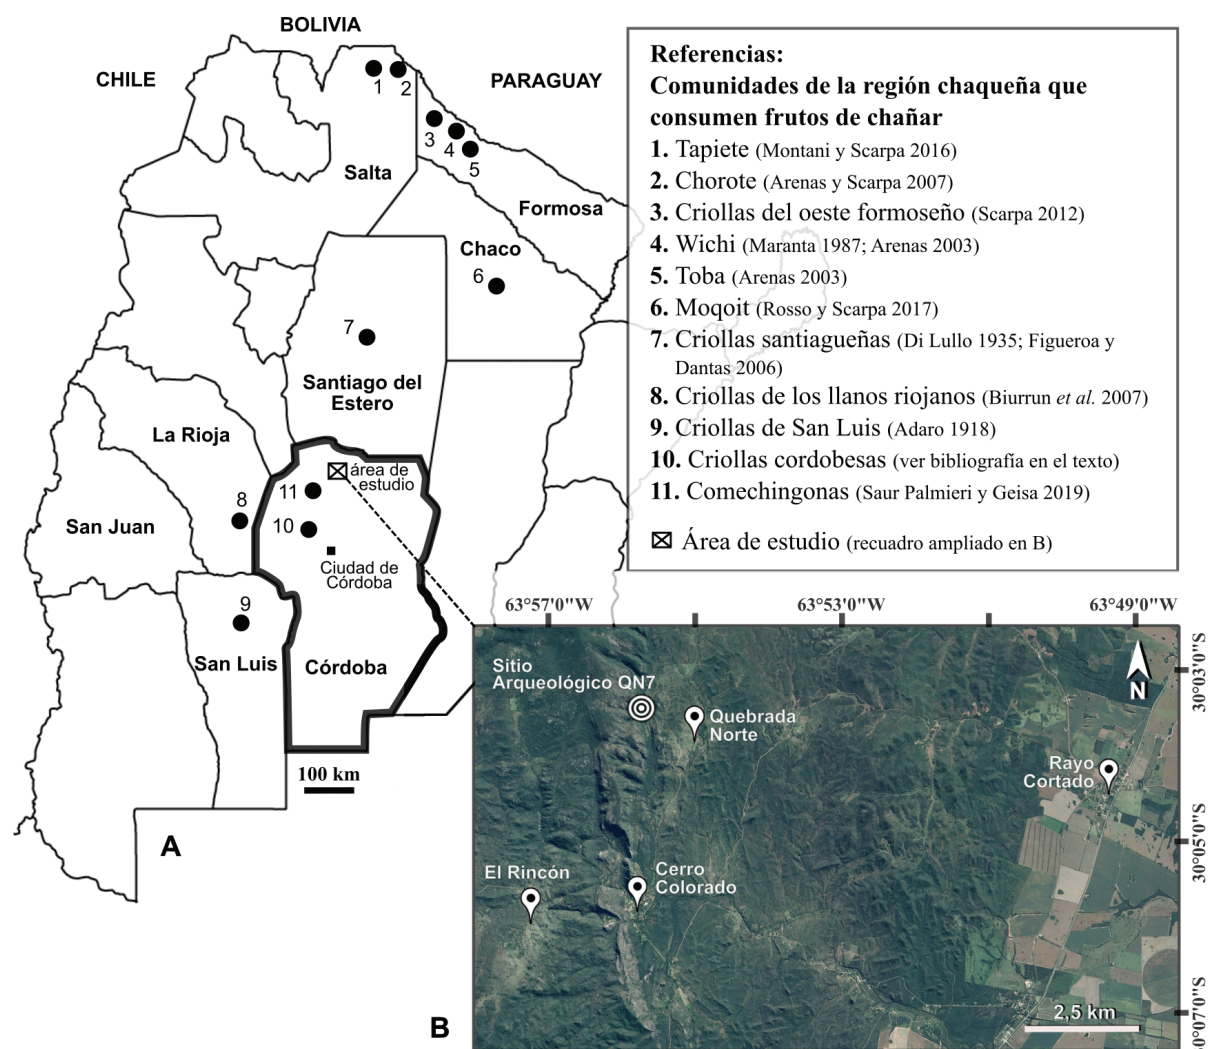 BOLIVIA
CHILE
PARAGUAY
1
2
3
4
5
Salta
Formosa
Chaco
6
7
Santiago del
Estero
La Rioja
área de
estudio
11
8
10
San Juan
Ciudad de
Córdoba
9
San Luis
Córdoba
100 km
A
Referencias:
Comunidades de la región chaqueña que
consumen frutos de chañar
1. Tapiete (Montani y Scarpa 2016)
2. Chorote (Arenas y Scarpa 2007)
3. Criollas del oeste formoseño (Scarpa 2012)
4. Wichi (Maranta 1987; Arenas 2003)
5. Toba (Arenas 2003)
6. Moqoit (Rosso y Scarpa 2017)
7. Criollas santiagueñas (Di Lullo 1935; Figueroa y
Dantas 2006)
8. Criollas de los llanos riojanos (Biurrun et al. 2007)
9. Criollas de San Luis (Adaro 1918)
10. Criollas cordobesas (ver bibliografía en el texto)
11. Comechingonas (Saur Palmieri y Geisa 2019)
Área de estudio (recuadro ampliado en B)
63°57'0"W
63°53'0"W
63°49'0"W
Sitio
Arqueológico QN7
Quebrada
Norte
N
30°03'0"S
Rayo
Cortado
30°05'0"S
El Rincón
Cerro
Colorado
2,5 km
0°07'0"S
B